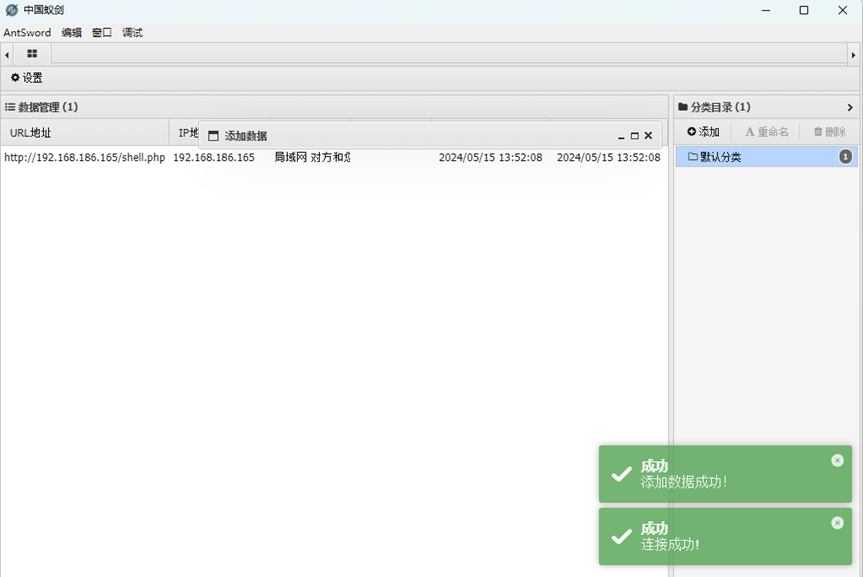 中国蚁剑
AntSword 编辑 窗口 调试
设置
数据管理 (1)
分类目录 (1)
URL地址 IP地
添加数据
添加 重命名 删除
http://192.168.186.165/shell.php 192.168.186.165 局域网 对方和 2024/05/15 13:52:08 2024/05/15 13:52:08
默认分类 1
成功
添加数据成功!
成功
连接成功!